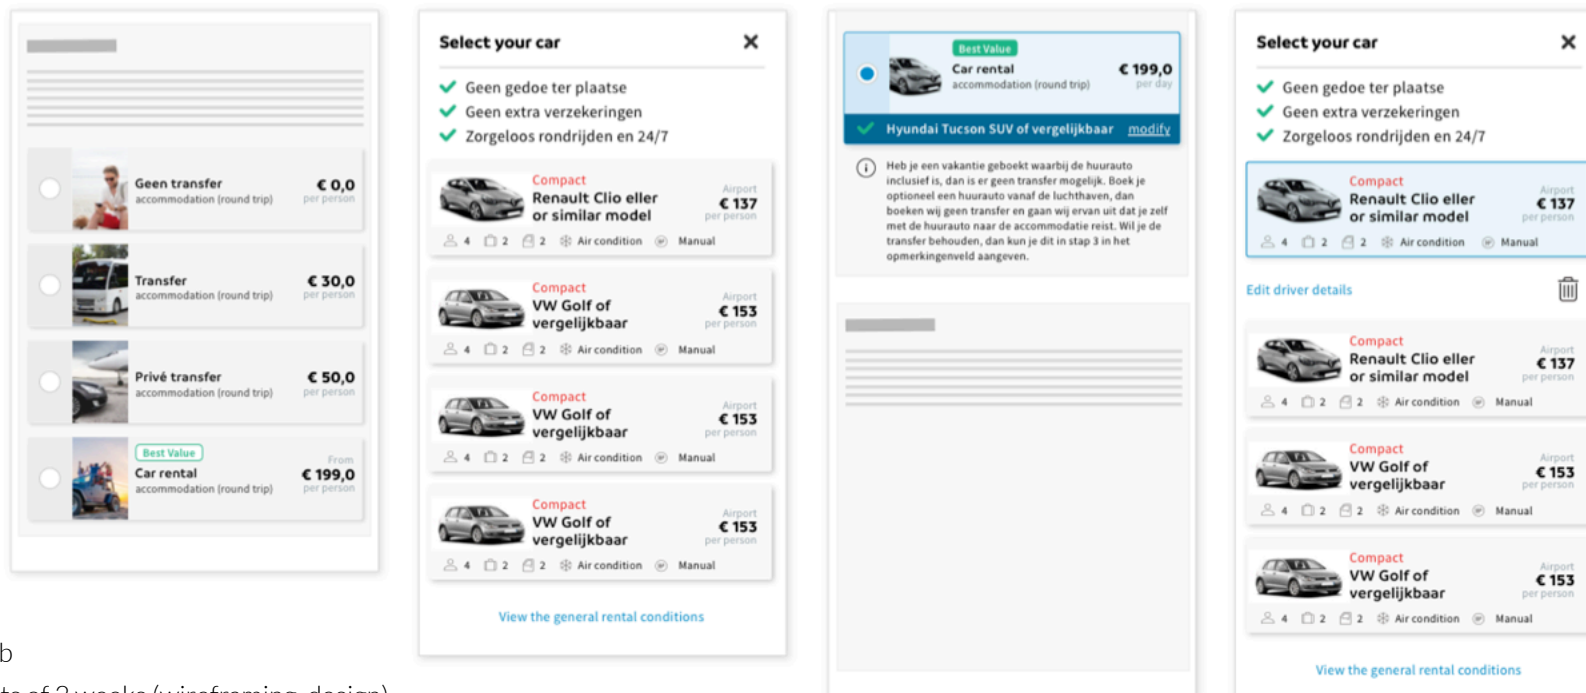 Geen transfer
accommodation (round trip)
€ 0,0
per person
Transfer
accommodation (round trip)
€ 30,0
per person
Privé transfer
accommodation (round trip)
€ 50,0
per person
Best Value
Car rental
accommodation (round trip)
From
€ 199,0
per person
b
of 2 weeks (wireframing, design)
Select your car
Geen gedoe ter plaatse
Geen extra verzekeringen
Zorgeloos rondrijden en 24/7
Compact
Renault Clio eller
or similar model
Airport
€ 137
per person
4 2 2 Air condition Manual
Compact
VW Golf of
vergelijkbaar
Airport
€ 153
per person
4 2 2 Air condition Manual
Compact
VW Golf of
vergelijkbaar
Airport
€ 153
per person
4 2 2 Air condition Manual
Compact
VW Golf of
vergelijkbaar
Airport
€ 153
per person
4 2 2 Air condition Manual
View the general rental conditions
Best Value
Car rental
accommodation (round trip)
€ 199,0
per day
Hyundai Tucson SUV of vergelijkbaar modify
Heb je een vakantie geboekt waarbij de huurauto
inclusief is, dan is er geen transfer mogelijk. Boek je
optioneel een huurauto vanaf de luchthaven, dan
boeken wij geen transfer en gaan wij ervan uit dat je zelf
met de huurauto naar de accommodatie reist. Wil je de
transfer behouden, dan kun je dit in stap 3 in het
opmerkingenveld aangeven.
Select your car
Geen gedoe ter plaatse
Geen extra verzekeringen
Zorgeloos rondrijden en 24/7
Compact
Renault Clio eller
or similar model
Airport
€ 137
per person
4 2 2 Air condition Manual
Edit driver details
Compact
Renault Clio eller
or similar model
Airport
€ 137
per person
4 2 2 Air condition Manual
Compact
VW Golf of
vergelijkbaar
Airport
€ 153
per person
4 2 2 Air condition Manual
Compact
VW Golf of
vergelijkbaar
Airport
€ 153
per person
4 2 2 Air condition Manual
View the general rental conditions